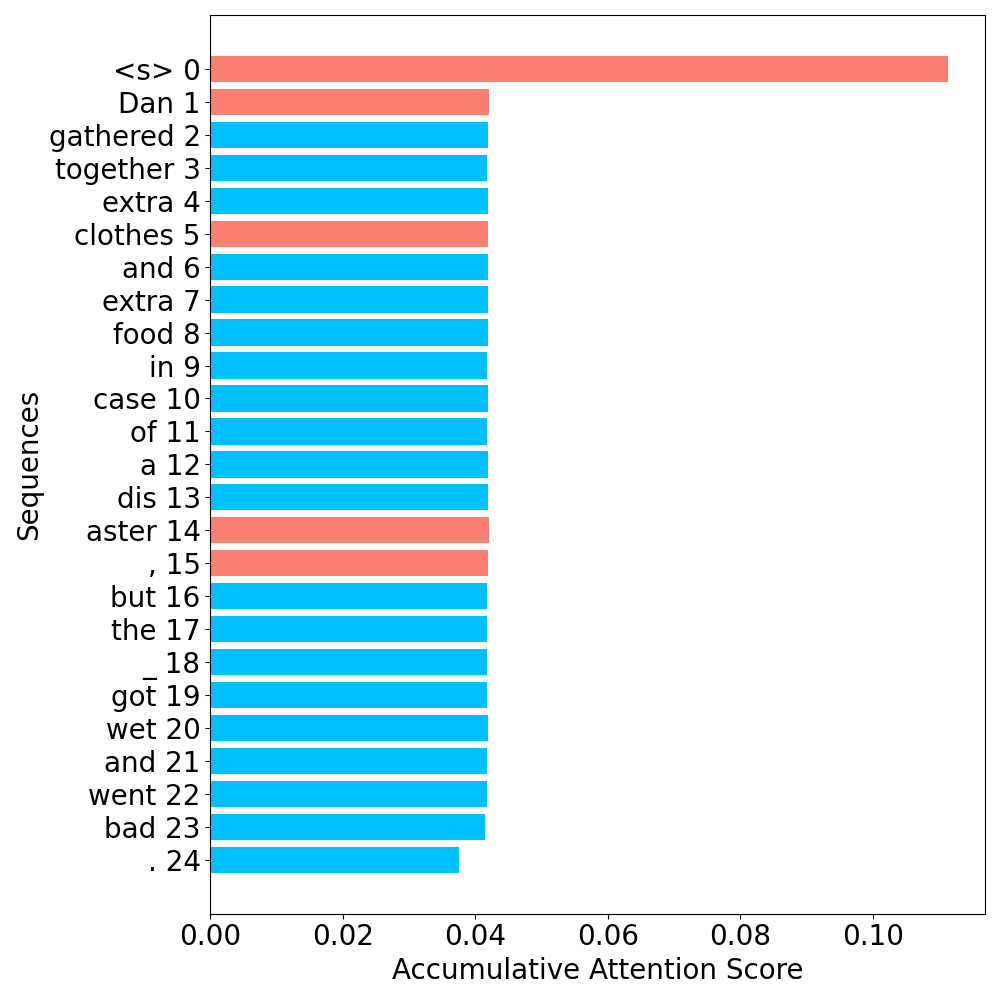 <s> 0
Dan 1
gathered 2
together 3
extra 4
clothes 5
and 6
extra 7
food 8
in 9
case 10
of 11
a 12
dis 13
aster 14
, 15
but 16
the 17
_ 18
got 19
wet 20
and 21
went 22
bad 23
. 24
Sequences
0.00 0.02 0.04 0.06 0.08 0.10
Accumulative Attention Score